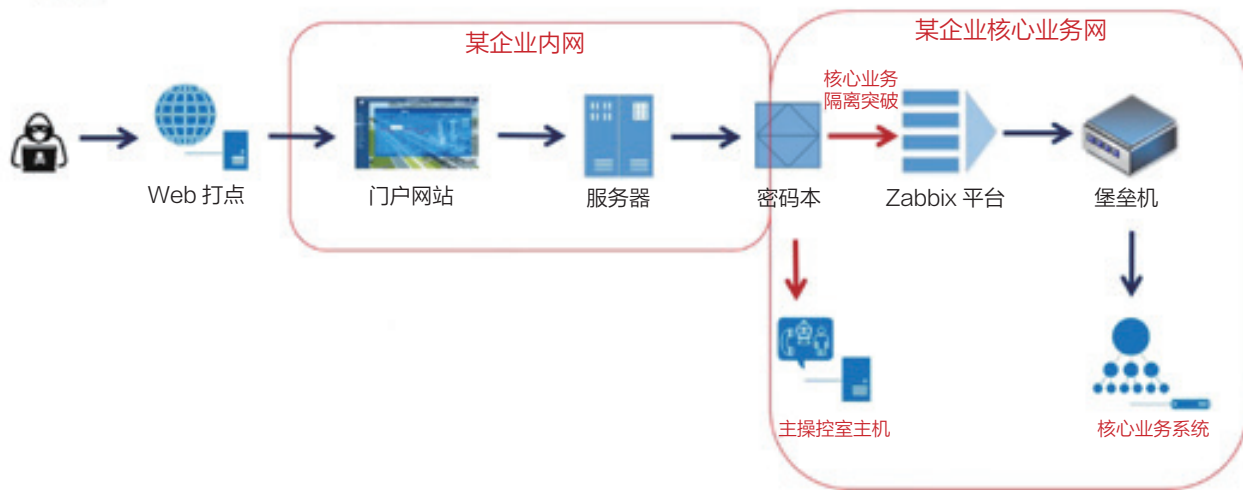 某企业内网
某企业核心业务网
核心业务
隔离突破
Web 打点
门户网站
服务器
密码本
Zabbix 平台
堡垒机
主操控室主机
核心业务系统